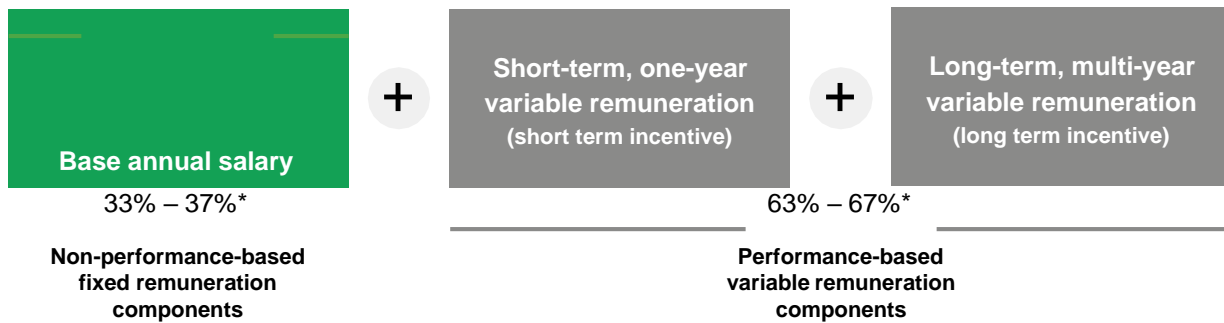 Base annual salary
+
Short-term, one-year
variable remuneration
(short term incentive)
+
Long-term, multi-year
variable remuneration
(long term incentive)
33% – 37%*
63% – 67%*
Non-performance-based
fixed remuneration
components
Performance-based
variable remuneration
components